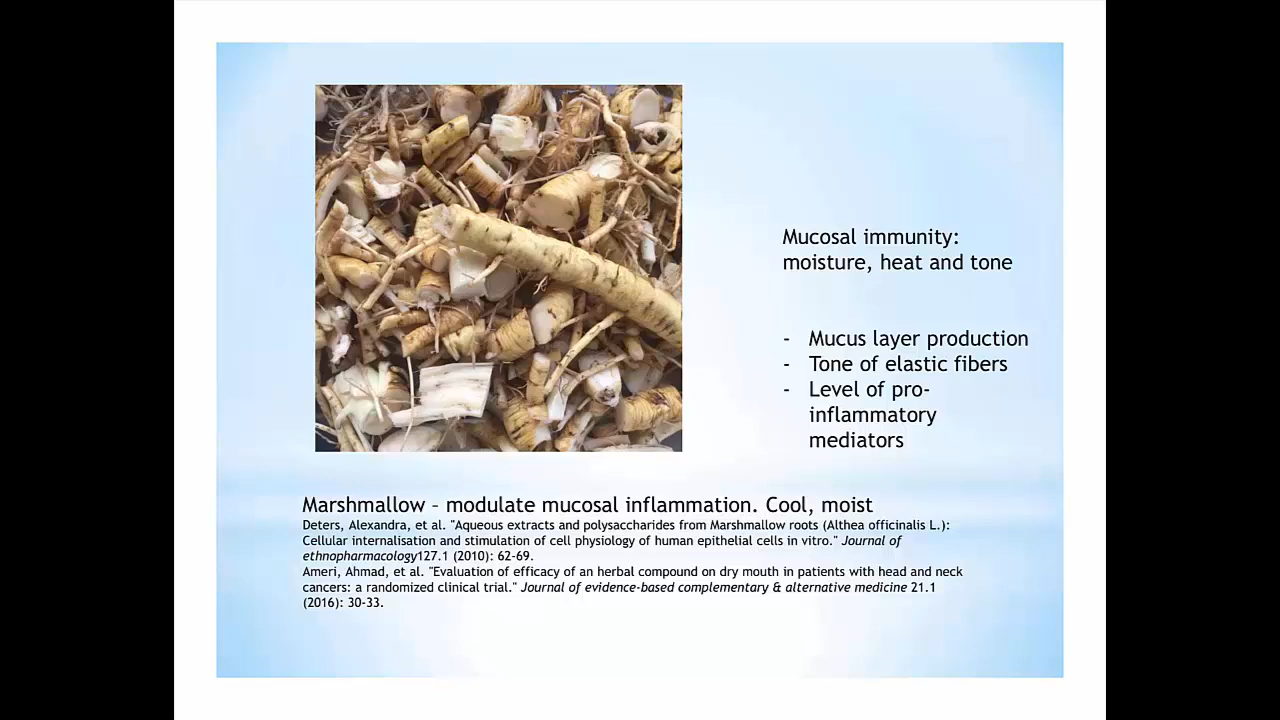 Mucosal immunity:
moisture, heat and tone
- Mucus layer production
- Tone of elastic fibers
- Level of pro-
inflammatory
mediators
Marshmallow – modulate mucosal inflammation. Cool, moist
Deters, Alexandra, et al. "Aqueous extracts and polysaccharides from Marshmallow roots (Althea officinalis L.):
Cellular internalisation and stimulation of cell physiology of human epithelial cells in vitro." Journal of
ethnopharmacology127.1 (2010): 62-69.
Ameri, Ahmad, et al. "Evaluation of efficacy of an herbal compound on dry mouth in patients with head and neck
cancers: a randomized clinical trial." Journal of evidence-based complementary & alternative medicine 21.1
(2016): 30-33.